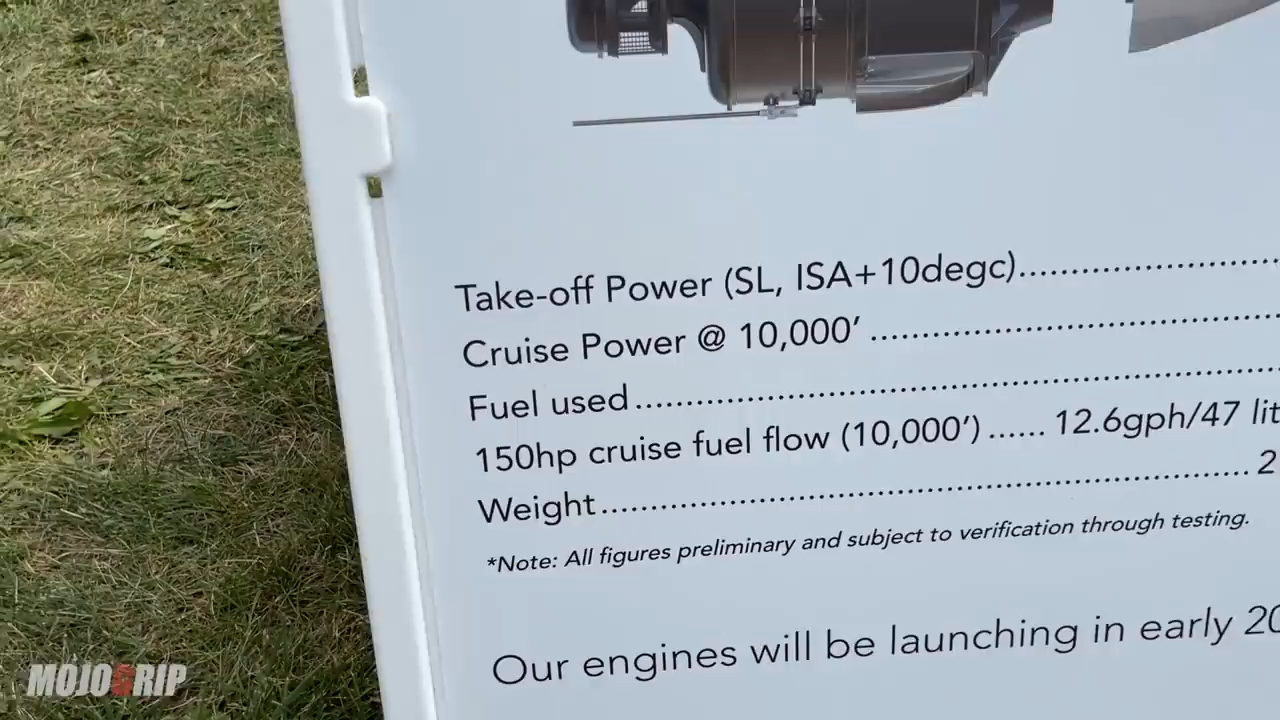 Take-off Power (SL, ISA+10degc)..............................
Cruise Power @ 10,000′ ..............................................
Fuel used........................................................................
150hp cruise fuel flow (10,000′) ...... 12.6gph/47
Weight........................................................................
*Note: All figures preliminary and subject to verification through testing.
Our engines will be launching in early
MOJOGRIP